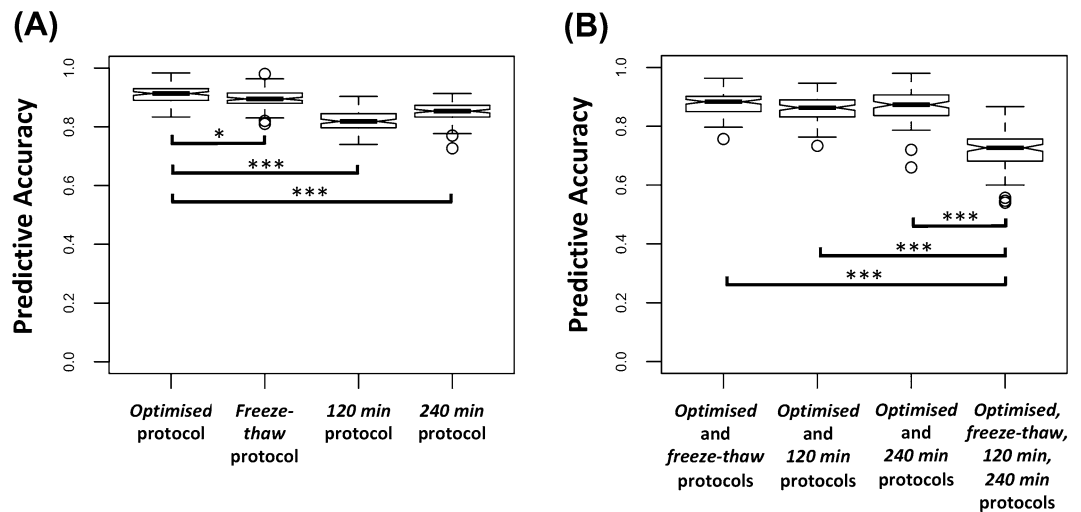 (A)
Predictive Accuracy
1.0
0.8
0.6
0.4
0.2
0.0
*
***
***
Optimised
protocol
Freeze-
thaw
protocol
120 min
protocol
240 min
protocol
(B)
Predictive Accuracy
1.0
0.8
0.6
0.4
0.2
0.0
***
***
***
Optimised
and
freeze-thaw
protocols
Optimised
and
120 min
protocols
Optimised
and
240 min
protocols
Optimised,
freeze-thaw,
120 min,
240 min
protocols